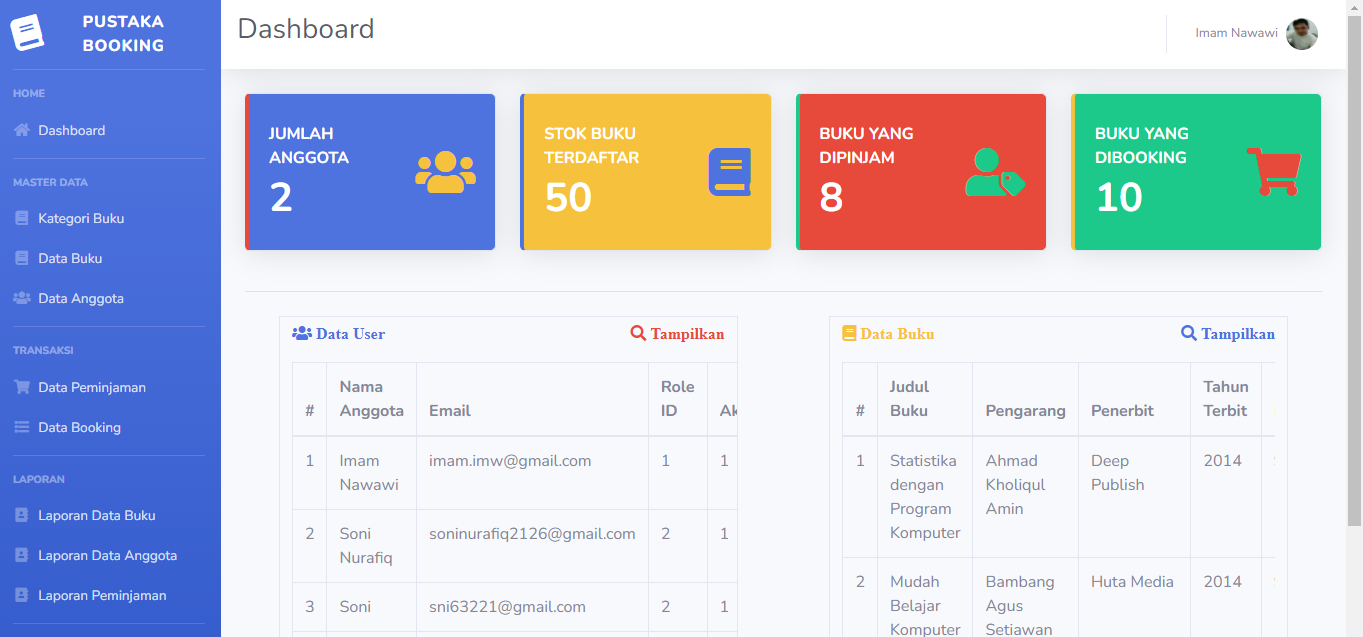 PUSTAKA
BOOKING
HOME
Dashboard
MASTER DATA
Kategori Buku
Data Buku
Data Anggota
TRANSAKSI
Data Peminjaman
Data Booking
LAPORAN
Laporan Data Buku
Laporan Data Anggota
Laporan Peminjaman
Dashboard
Imam Nawawi
JUMLAH
ANGGOTA
2
STOK BUKU
TERDAFTAR
50
BUKU YANG
DIPINJAM
8
BUKU YANG
DIBOOKING
10
Data User Tampilkan
# Nama Anggota Email Role ID
1 Imam Nawawi imam.imw@gmail.com 1 1
2 Soni Nurafiq soninurafiq2126@gmail.com 2 1
3 Soni sni63221@gmail.com 2 1
Data Buku Tampilkan
# Judul Buku Pengarang Penerbit Tahun Terbit
1 Statistika dengan Program Komputer Ahmad Kholiqul Amin Deep Publish 2014
2 Mudah Belajar Komputer Bambang Agus Setiawan Huta Media 2014